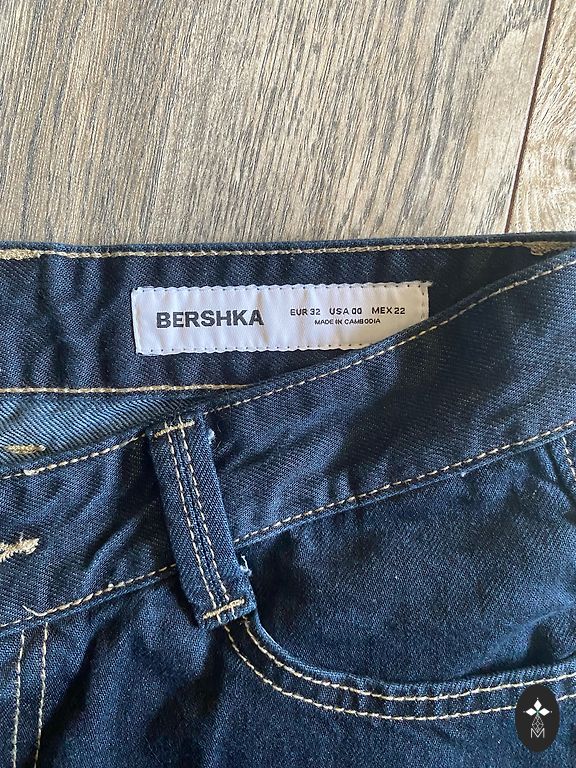 BERSHKA
EUR 32 USA 00 MEX 22
MADE IN CAMBODIA
M